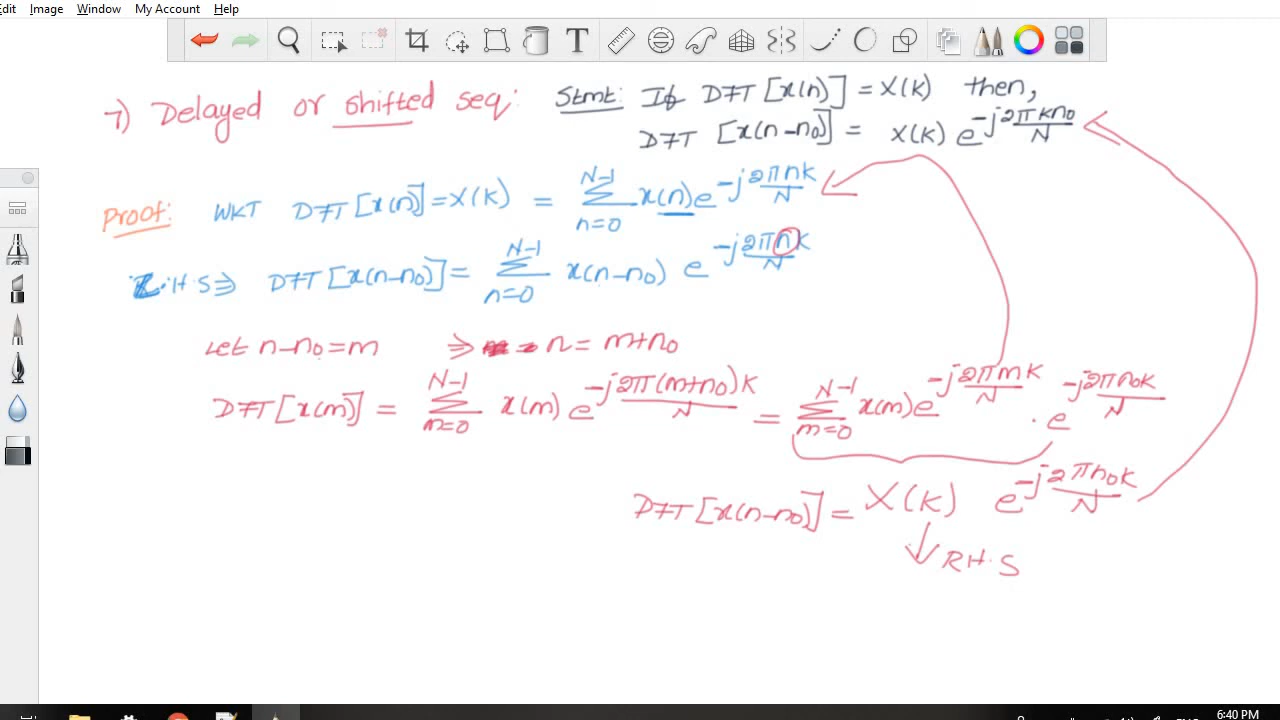 Edit Image Window My Account Help
7) Delayed or shifted seq: Stmt: If DFT [x(n)] = X(k) then,
DFT [x(n-n0)] = X(k) e^{-j2πkn0/N}
Proof: WKT DFT [x(n)] = X(k) = Σ_{n=0}^{N-1} x(n) e^{-j2πnk/N}
L.H.S ⇒ DFT [x(n-n0)] = Σ_{n=0}^{N-1} x(n-n0) e^{-j2πnk/N}
Let n-n0 = m ⇒ n = m+n0
DFT [x(m)] = Σ_{m=0}^{N-1} x(m) e^{-j2π(m+n0)k/N} = Σ_{m=0}^{N-1} x(m) e^{-j2πmk/N} . e^{-j2πn0k/N}
DFT [x(n-n0)] = X(k) e^{-j2πn0k/N}
R.H.S
6:40 PM